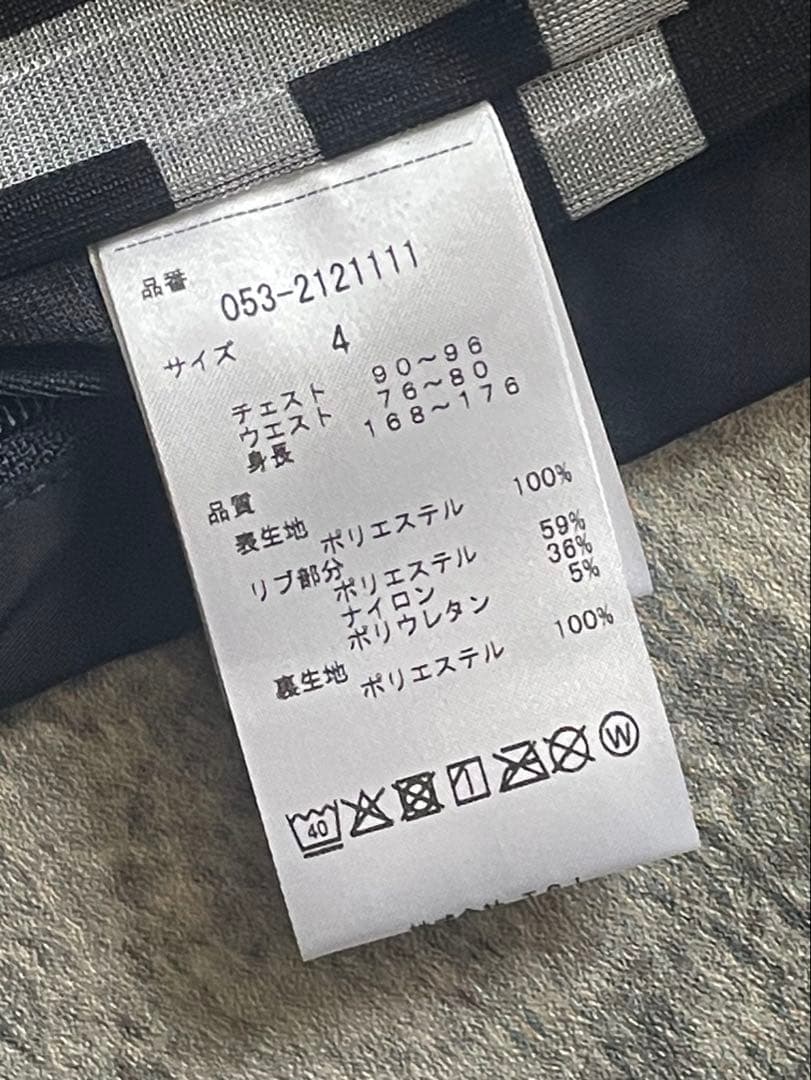 品番 053-2121111
サイズ 4
チェスト 90～96
ウエスト 76～80
身長 168～176
品質
表生地 ポリエステル 100%
リブ部分 ポリエステル 59%
ナイロン 36%
ポリウレタン 5%
裏生地 ポリエステル 100%
40 W